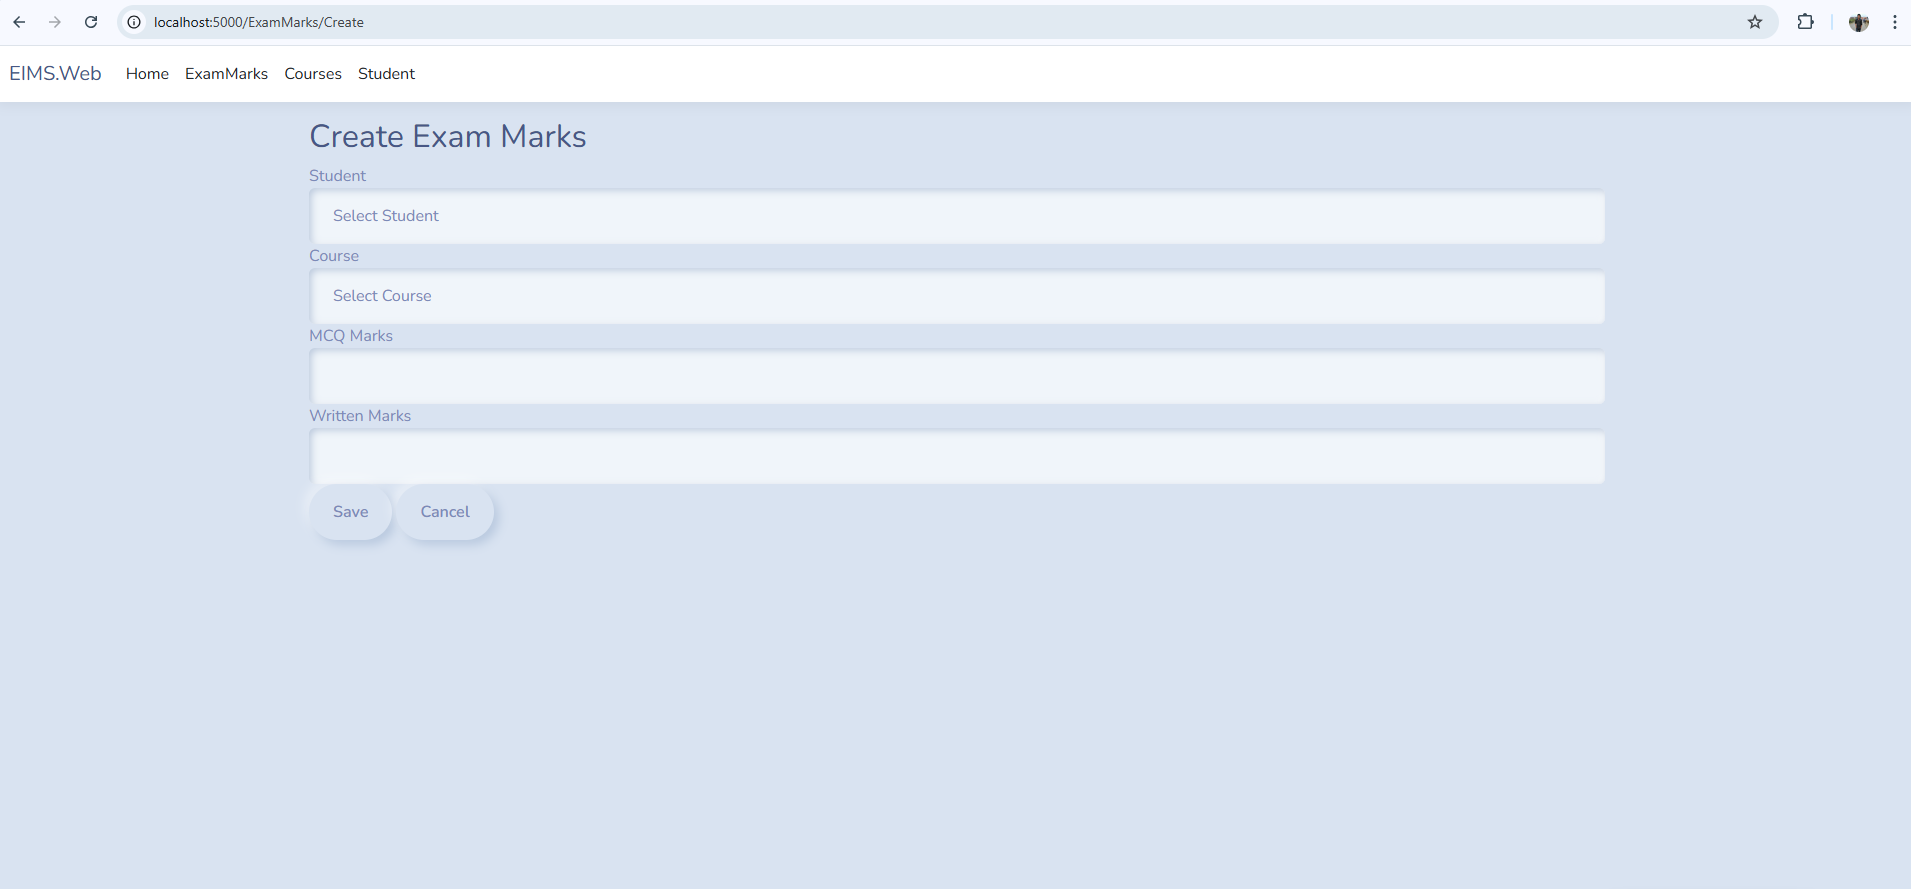 localhost:5000/ExamMarks/Create
EIMS.Web Home ExamMarks Courses Student
Create Exam Marks
Student
Select Student
Course
Select Course
MCQ Marks
Written Marks
Save Cancel